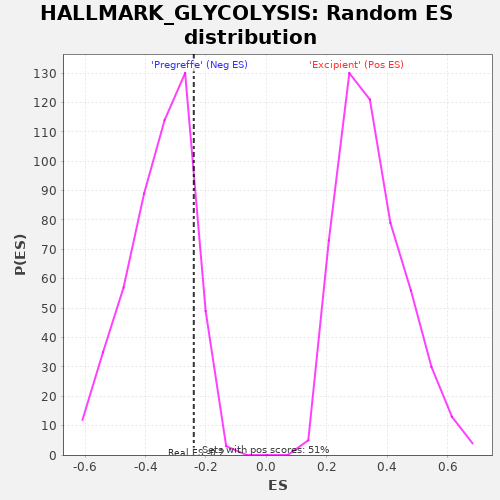 HALLMARK_GLYCOLYSIS: Random ES
distribution
'Pregreffe' (Neg ES)
'Excipient' (Pos ES)
130
120
110
100
90
80
70
60
50
40
30
20
10
0
P(ES)
Real ES
Sets with pos scores: 51%
-0.6
-0.4
-0.2
0.0
0.2
0.4
0.6
ES